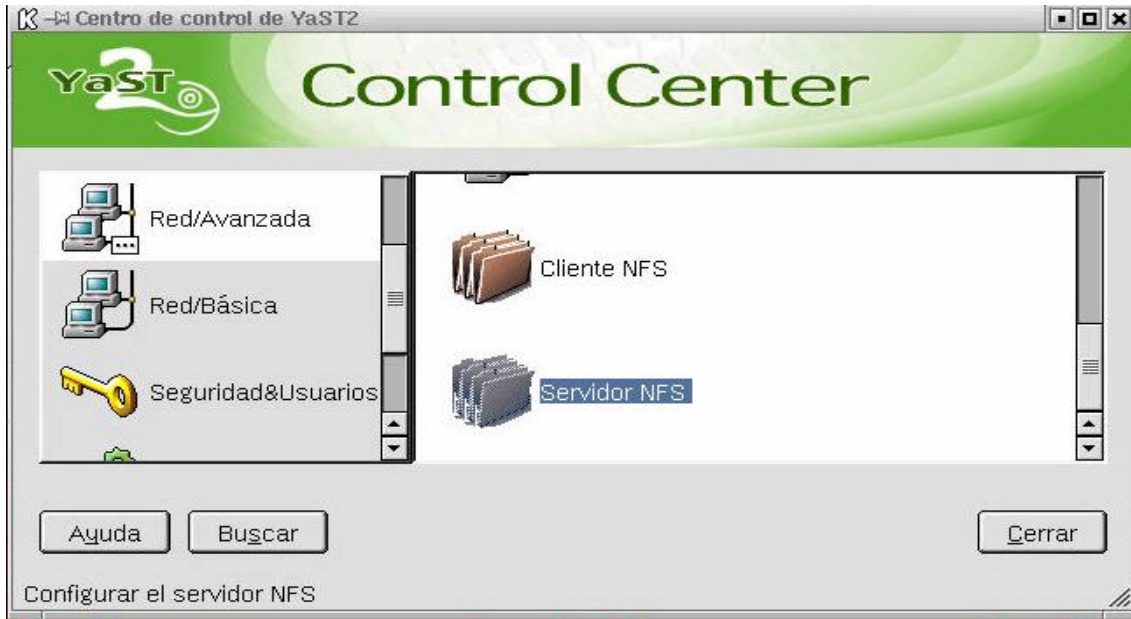 Centro de control de YaST2
YaST2
Control Center
Red/Avanzada
Red/Básica
Seguridad&Usuarios
Cliente NFS
Servidor NFS
Ayuda
Buscar
Cerrar
Configurar el servidor NFS